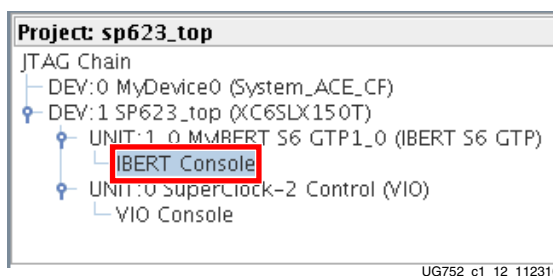 Project: sp623_top
JTAG Chain
DEV:0 MyDevice0 (System_ACE_CF)
DEV:1 SP623_top (XC6SLX150T)
UNIT:1_0 MyIBERT S6 GTP1_0 (IBERT S6 GTP)
IBERT Console
UNIT:0 SuperClock-2 Control (VIO)
VIO Console
UG752_c1_12_112310